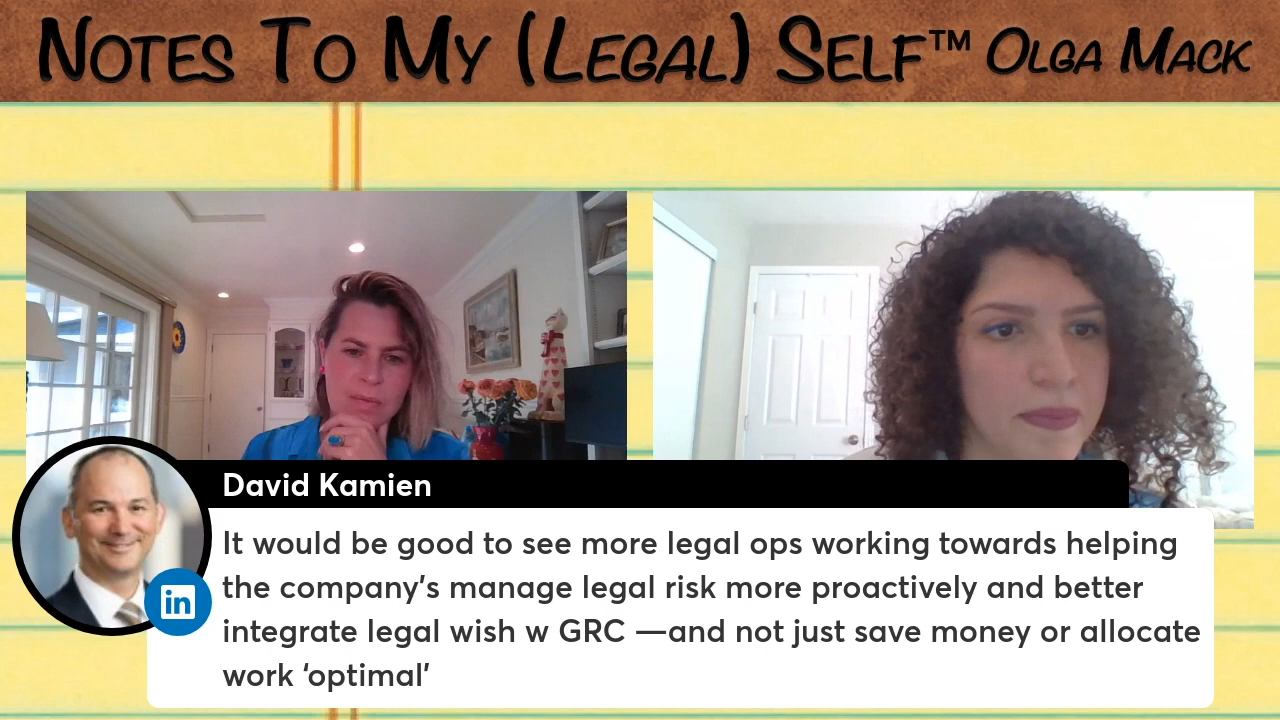 NOTES TO MY (LEGAL) SELF™ OLGA MACK
David Kamien
in
It would be good to see more legal ops working towards helping
the company's manage legal risk more proactively and better
integrate legal wish w GRC —and not just save money or allocate
work ‘optimal’